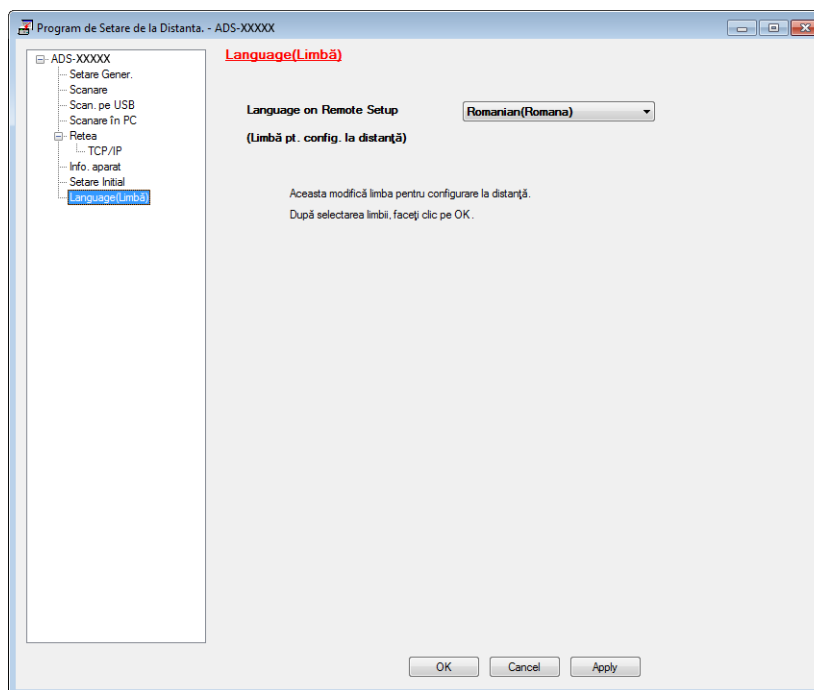 Program de Setare de la Distanta. - ADS-XXXXX
ADS-XXXXX
Setare Gener.
Scanare
Scan. pe USB
Scanare în PC
Retea
TCP/IP
Info. aparat
Setare Initial
Language(Limbă)
Language(Limbă)
Language on Remote Setup
Romanian(Romana)
(Limbă pt. config. la distanţă)
Aceasta modifică limba pentru configurare la distanţă.
După selectarea limbii, faceţi clic pe OK.
OK
Cancel
Apply